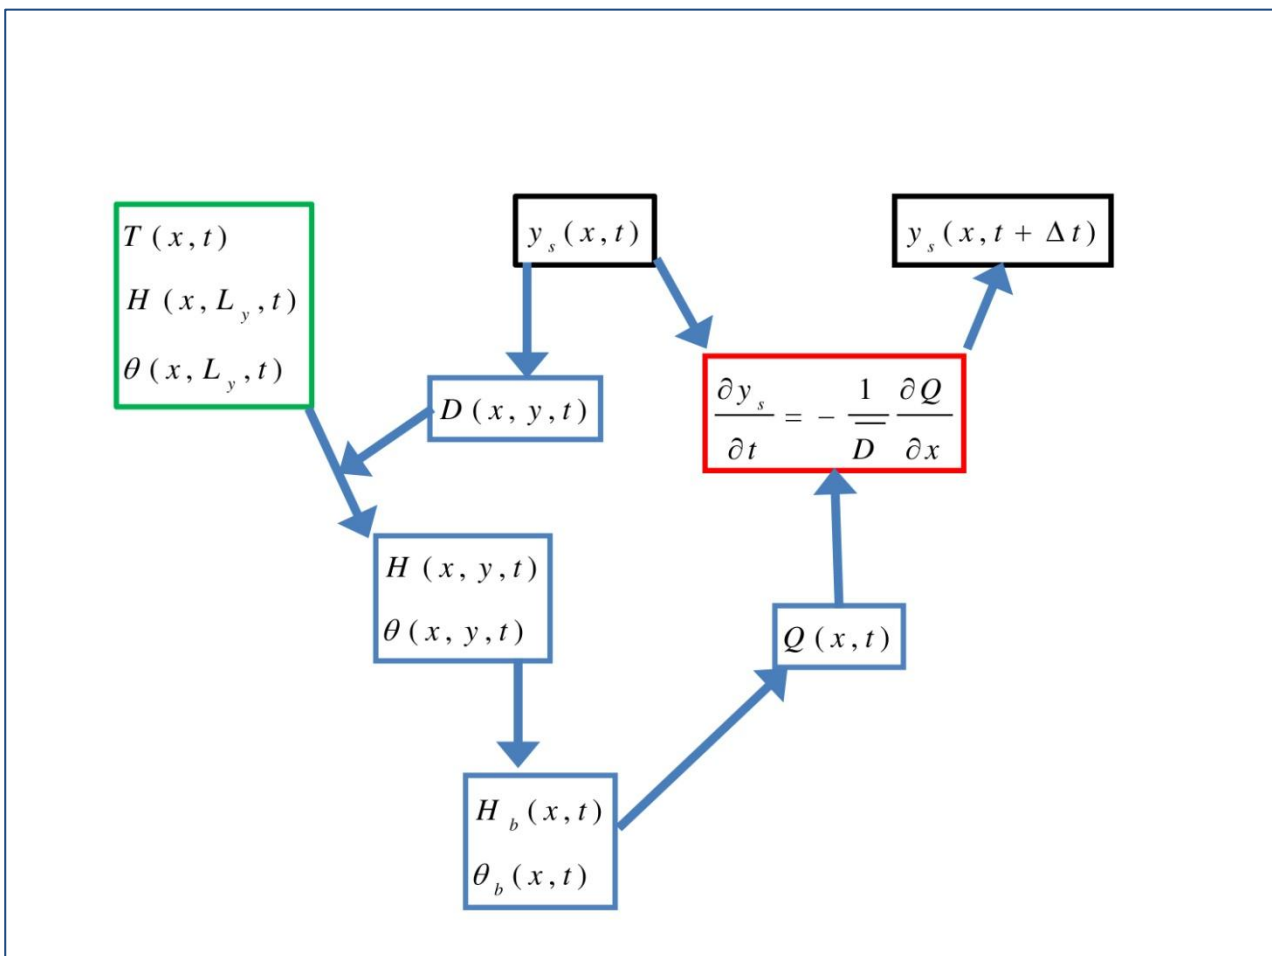 T (x, t)
H (x, L_y, t)
θ (x, L_y, t)
y_s (x, t)
y_s (x, t + Δt)
D (x, y, t)
∂y_s/∂t = − 1/D̅ ∂Q/∂x
H (x, y, t)
θ (x, y, t)
Q (x, t)
H_b (x, t)
θ_b (x, t)